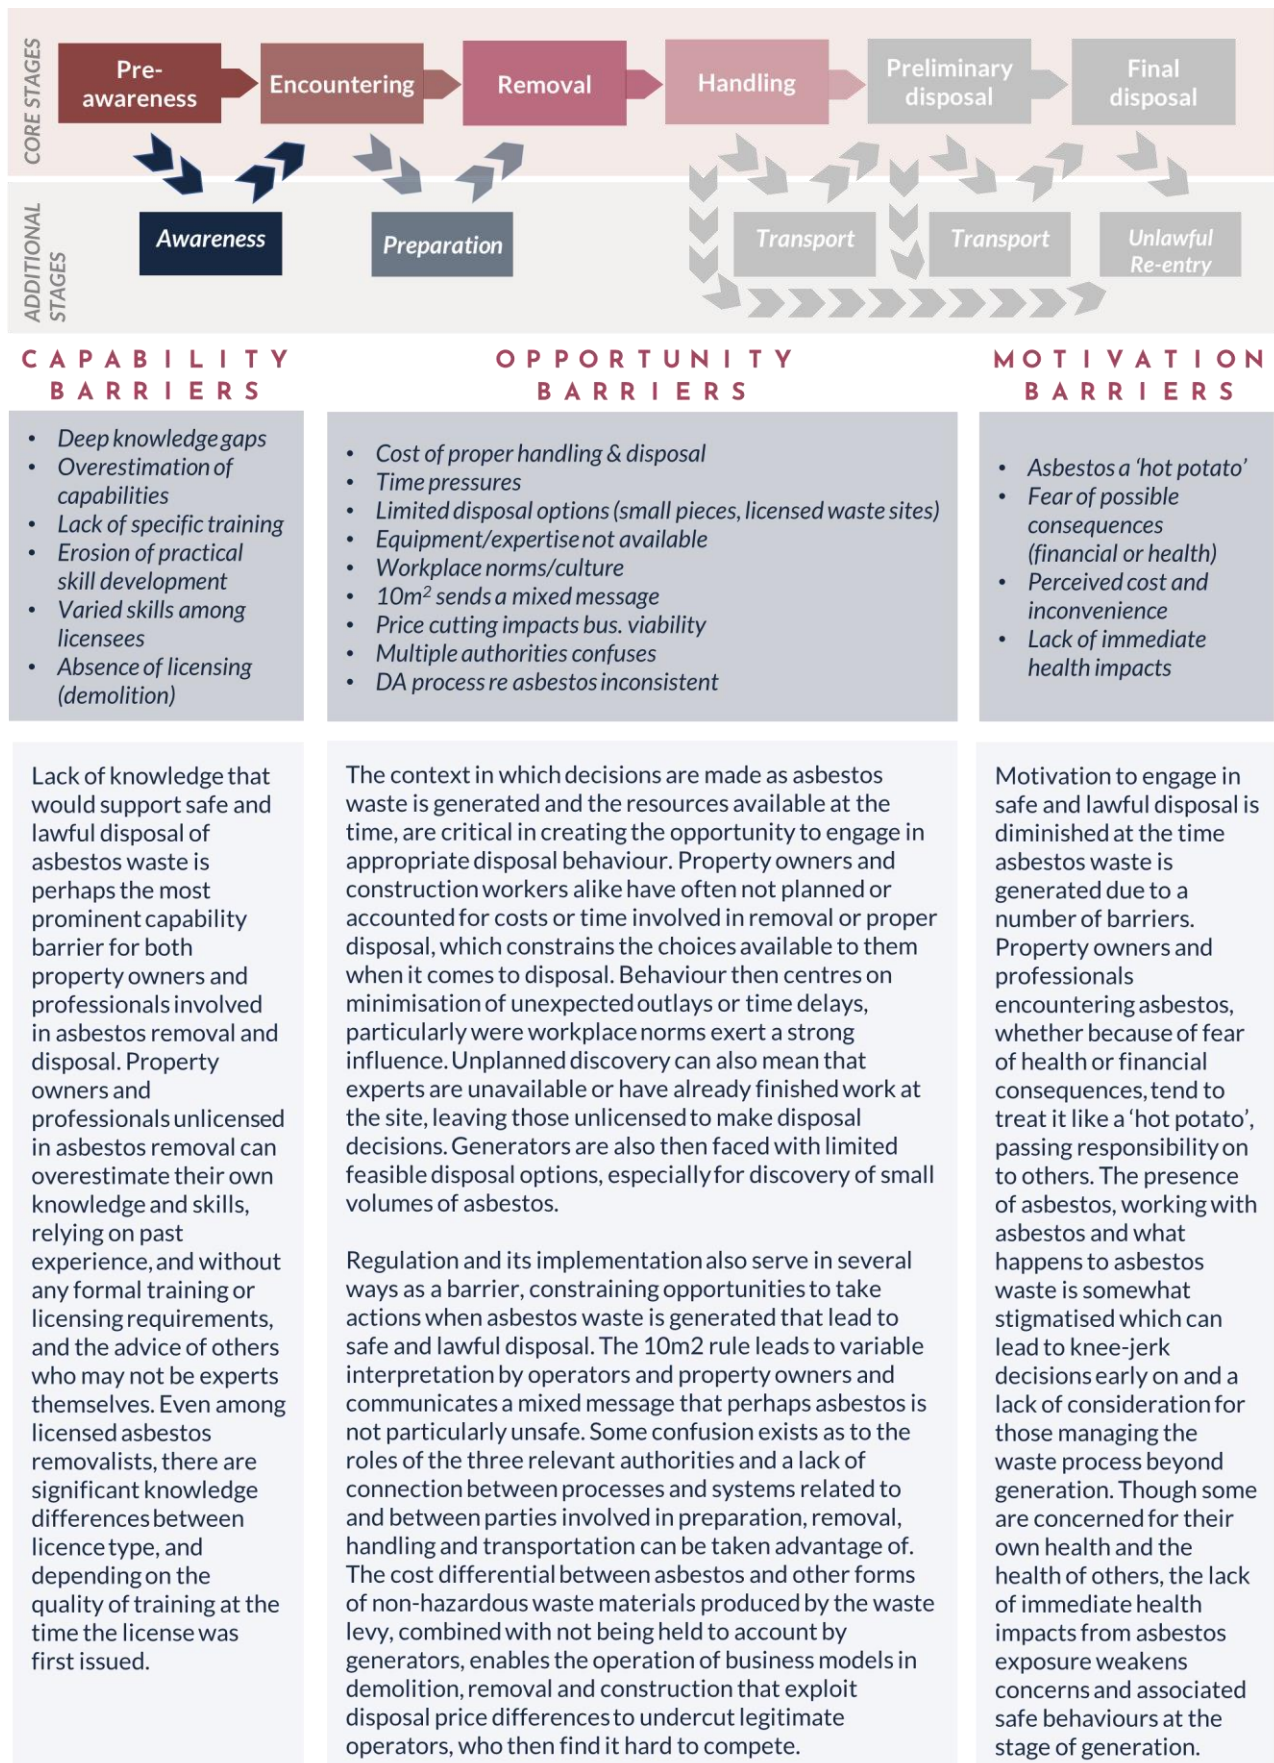 CORE STAGES
Pre-
awareness
Encountering
Removal
Handling
Preliminary
disposal
Final
disposal
ADDITIONAL
STAGES
Awareness
Preparation
Transport
Transport
Unlawful
Re-entry
CAPABILITY
BARRIERS
• Deep knowledge gaps
• Overestimation of
capabilities
• Lack of specific training
• Erosion of practical
skill development
• Varied skills among
licensees
• Absence of licensing
(demolition)
Lack of knowledge that
would support safe and
lawful disposal of
asbestos waste is
perhaps the most
prominent capability
barrier for both
property owners and
professionals involved
in asbestos removal and
disposal. Property
owners and
professionals unlicensed
in asbestos removal can
overestimate their own
knowledge and skills,
relying on past
experience, and without
any formal training or
licensing requirements,
and the advice of others
who may not be experts
themselves. Even among
licensed asbestos
removalists, there are
significant knowledge
differences between
licence type, and
depending on the
quality of training at the
time the license was
first issued.
OPPORTUNITY
BARRIERS
• Cost of proper handling & disposal
• Time pressures
• Limited disposal options (small pieces, licensed waste sites)
• Equipment/expertise not available
• Workplace norms/culture
• 10m² sends a mixed message
• Price cutting impacts bus. viability
• Multiple authorities confuses
• DA process re asbestos inconsistent
The context in which decisions are made as asbestos
waste is generated and the resources available at the
time, are critical in creating the opportunity to engage in
appropriate disposal behaviour. Property owners and
construction workers alike have often not planned or
accounted for costs or time involved in removal or proper
disposal, which constrains the choices available to them
when it comes to disposal. Behaviour then centres on
minimisation of unexpected outlays or time delays,
particularly were workplace norms exert a strong
influence. Unplanned discovery can also mean that
experts are unavailable or have already finished work at
the site, leaving those unlicensed to make disposal
decisions. Generators are also then faced with limited
feasible disposal options, especially for discovery of small
volumes of asbestos.
Regulation and its implementation also serve in several
ways as a barrier, constraining opportunities to take
actions when asbestos waste is generated that lead to
safe and lawful disposal. The 10m2 rule leads to variable
interpretation by operators and property owners and
communicates a mixed message that perhaps asbestos is
not particularly unsafe. Some confusion exists as to the
roles of the three relevant authorities and a lack of
connection between processes and systems related to
and between parties involved in preparation, removal,
handling and transportation can be taken advantage of.
The cost differential between asbestos and other forms
of non-hazardous waste materials produced by the waste
levy, combined with not being held to account by
generators, enables the operation of business models in
demolition, removal and construction that exploit
disposal price differences to undercut legitimate
operators, who then find it hard to compete.
MOTIVATION
BARRIERS
• Asbestos a ‘hot potato’
• Fear of possible
consequences
(financial or health)
• Perceived cost and
inconvenience
• Lack of immediate
health impacts
Motivation to engage in
safe and lawful disposal is
diminished at the time
asbestos waste is
generated due to a
number of barriers.
Property owners and
professionals
encountering asbestos,
whether because of fear
of health or financial
consequences, tend to
treat it like a ‘hot potato’,
passing responsibility on
to others. The presence
of asbestos, working with
asbestos and what
happens to asbestos
waste is somewhat
stigmatised which can
lead to knee-jerk
decisions early on and a
lack of consideration for
those managing the
waste process beyond
generation. Though some
are concerned for their
own health and the
health of others, the lack
of immediate health
impacts from asbestos
exposure weakens
concerns and associated
safe behaviours at the
stage of generation.